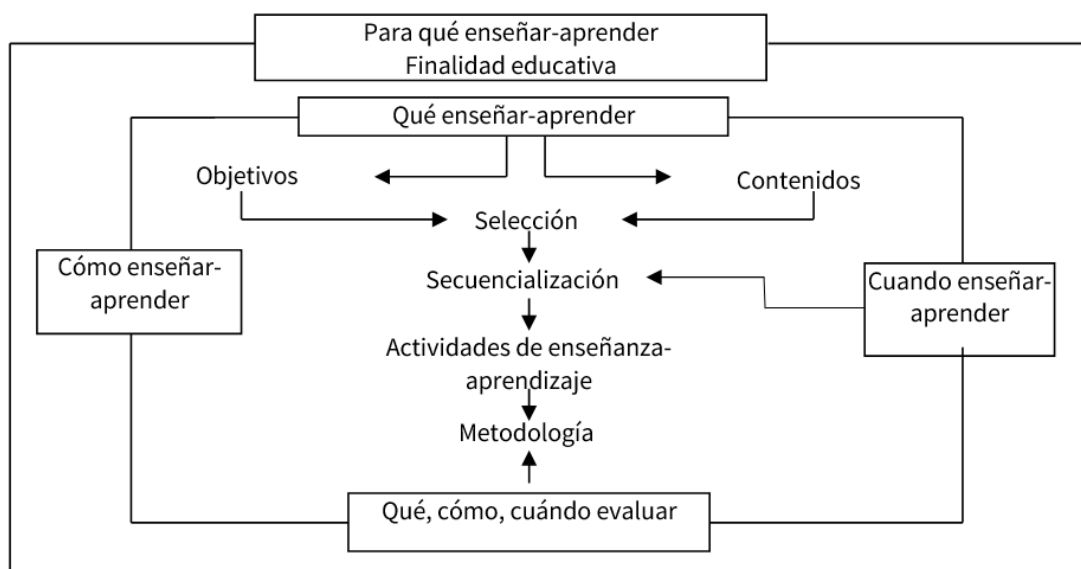 Para qué enseñar-aprender
Finalidad educativa
Qué enseñar-aprender
Objetivos
Contenidos
Selección
Cómo enseñar-
aprender
Secuencialización
Cuando enseñar-
aprender
Actividades de enseñanza-
aprendizaje
Metodología
Qué, cómo, cuándo evaluar